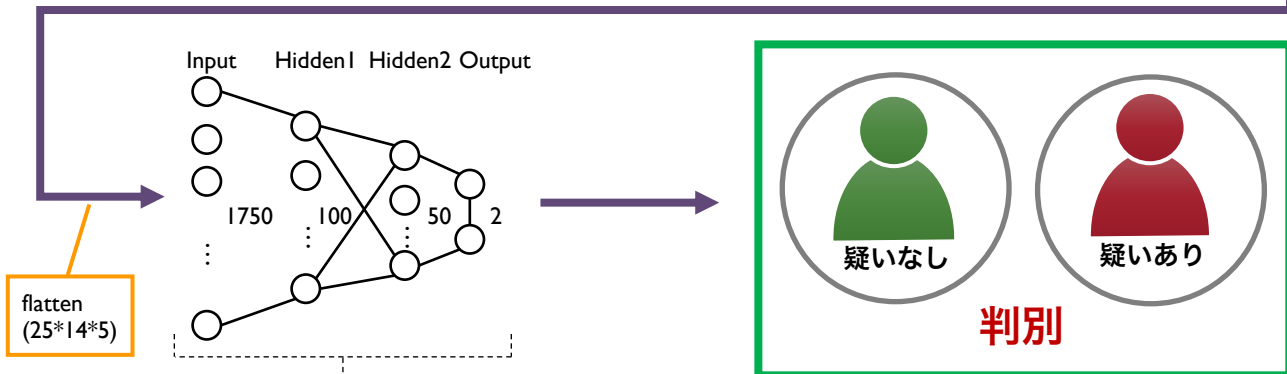 Input Hidden1 Hidden2 Output
1750 100 50 2
… … …
flatten
(25*14*5)
疑いなし 疑いあり
判別